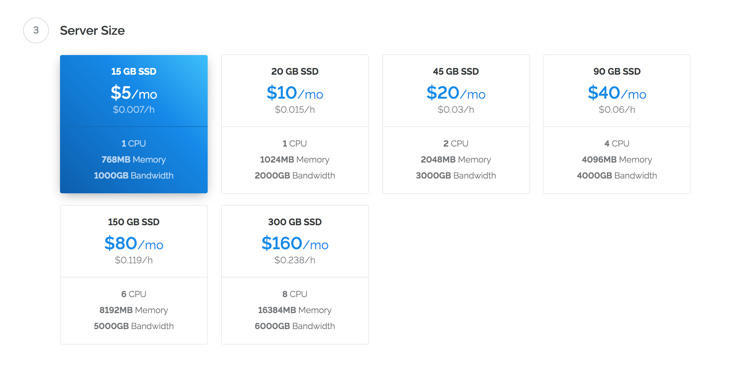 3 Server Size
15 GB SSD
$5/mo
$0.007/h
1 CPU
768MB Memory
1000GB Bandwidth
20 GB SSD
$10/mo
$0.015/h
1 CPU
1024MB Memory
2000GB Bandwidth
45 GB SSD
$20/mo
$0.03/h
2 CPU
2048MB Memory
3000GB Bandwidth
90 GB SSD
$40/mo
$0.06/h
4 CPU
4096MB Memory
4000GB Bandwidth
150 GB SSD
$80/mo
$0.119/h
6 CPU
8192MB Memory
5000GB Bandwidth
300 GB SSD
$160/mo
$0.238/h
8 CPU
16384MB Memory
6000GB Bandwidth